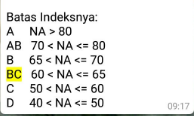 Batas Indeksnya:
A NA > 80
AB 70 < NA <= 80
B 65 < NA <= 70
BC 60 < NA <= 65
C 50 < NA <= 60
D 40 < NA <= 50
09:17